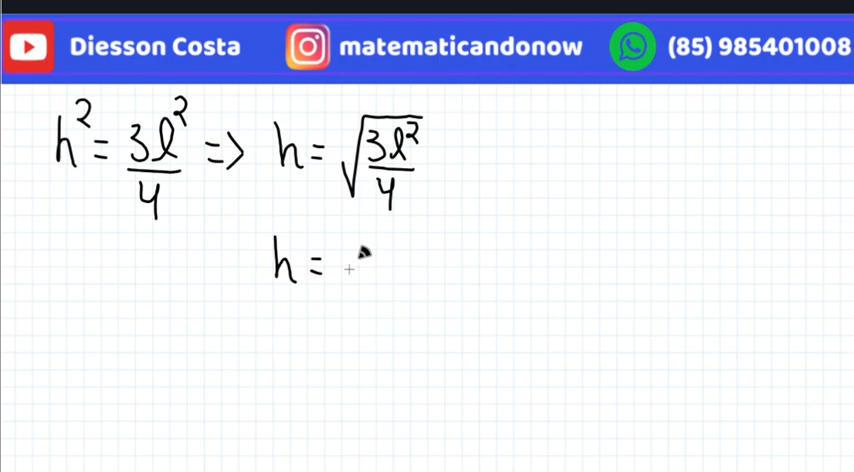 Diesson Costa matematicandonow (85) 985401008
h² = 3l²/4 => h = √(3l²/4)
h =